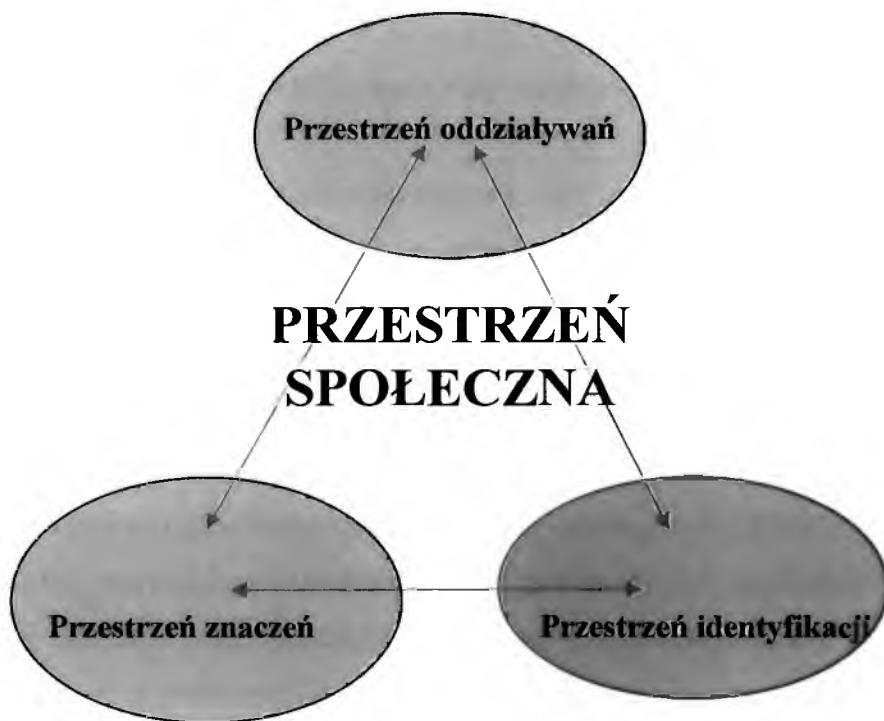 Przestrzeń oddziaływań
PRZESTRZEŃ
SPOŁECZNA
Przestrzeń znaczeń
Przestrzeń identyfikacji